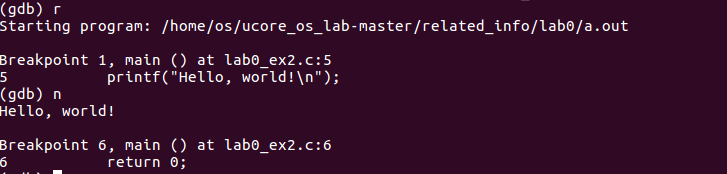 (gdb) r
Starting program: /home/os/ucore_os_lab-master/related_info/lab0/a.out

Breakpoint 1, main () at lab0_ex2.c:5
5           printf("Hello, world!\n");
(gdb) n
Hello, world!

Breakpoint 6, main () at lab0_ex2.c:6
6           return 0;
(gdb)